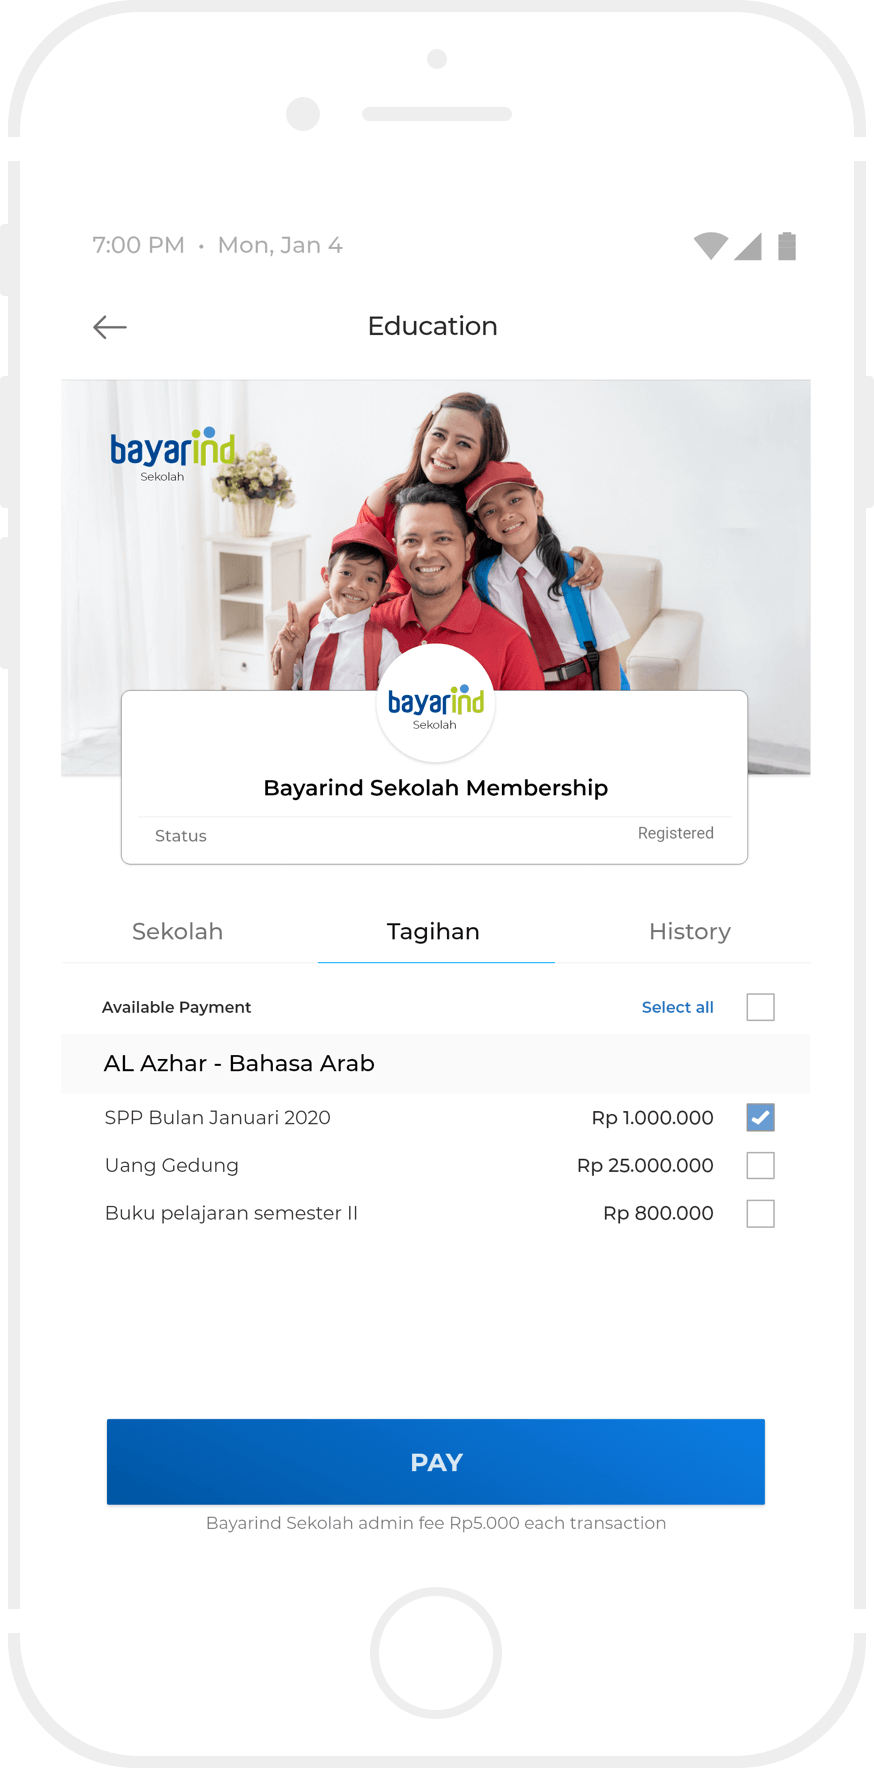 7:00 PM • Mon, Jan 4
Education
bayarind
Sekolah
bayarind
Sekolah
Bayarind Sekolah Membership
Status Registered
Sekolah Tagihan History
Available Payment Select all
AL Azhar - Bahasa Arab
SPP Bulan Januari 2020 Rp 1.000.000
Uang Gedung Rp 25.000.000
Buku pelajaran semester II Rp 800.000
PAY
Bayarind Sekolah admin fee Rp5.000 each transaction